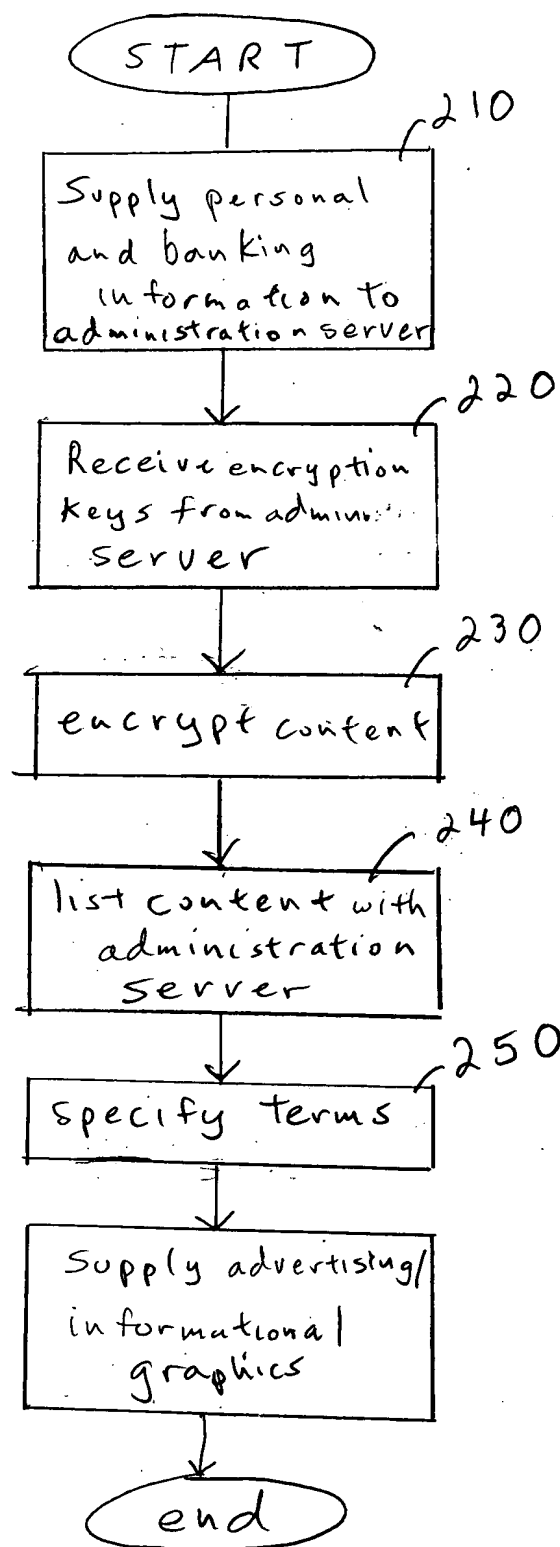 START
210
Supply personal
and banking
information to
administration server
220
Receive encryption
keys from
server
230
encrypt content
240
list content with
administration
server
250
specify terms
Supply advertising/
informational
graphics
end